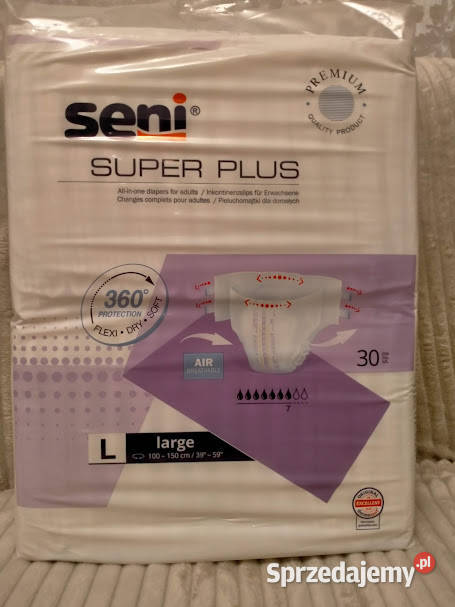 seni®
PREMIUM
QUALITY PRODUCT
SUPER PLUS
All-in-one diapers for adults / Inkontinenzslips für Erwachsene
Changes complets pour adultes / Pieluchomajtki dla dorosłych
360°
PROTECTION
FLEXI • DRY • SOFT
AIR
BREATHABLE
30
7
L large
100 – 150 cm / 39" – 59"
ORIGINAL
EXCELLENT
Sprzedajemy.pl